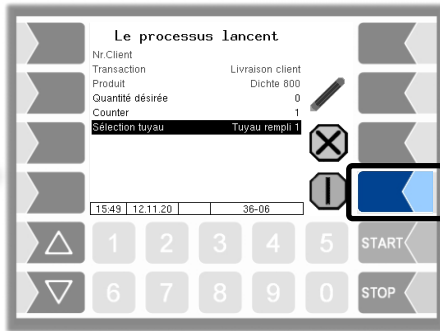 Le processus lancent
Nr.Client
Transaction Livraison client
Produit Dichte 800
Quantité désirée 0
Counter 1
Sélection tuyau Tuyau rempli 1
15:49 12.11.20 36-06
1 2 3 4 5 START
6 7 8 9 0 STOP